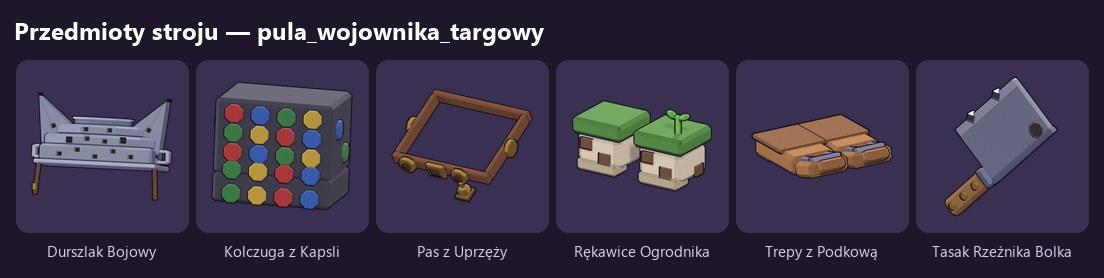 Przedmioty stroju — pula_wojownika_targowy
Durszlak Bojowy
Kolczuga z Kapsli
Pas z Uprzęży
Rękawice Ogrodnika
Trepy z Podkową
Tasak Rzeźnika Bolka